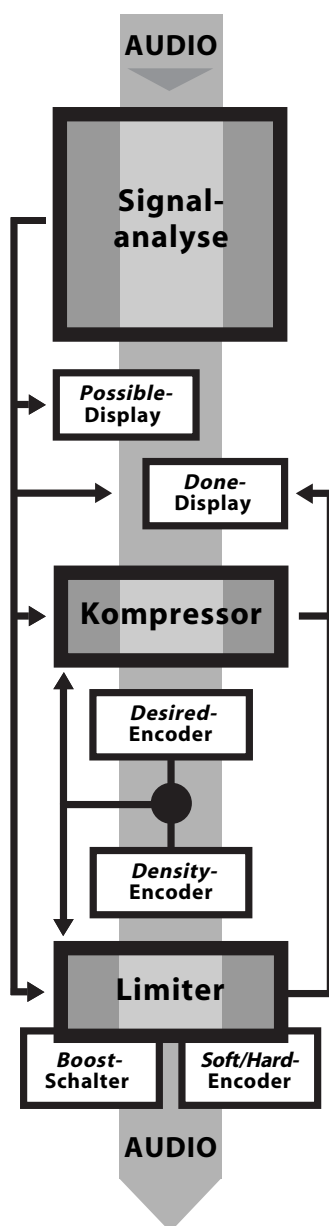 AUDIO
Signal-
analyse
Possible-
Display
Done-
Display
Kompressor
Desired-
Encoder
Density-
Encoder
Limiter
Boost-
Schalter
Soft/Hard-
Encoder
AUDIO